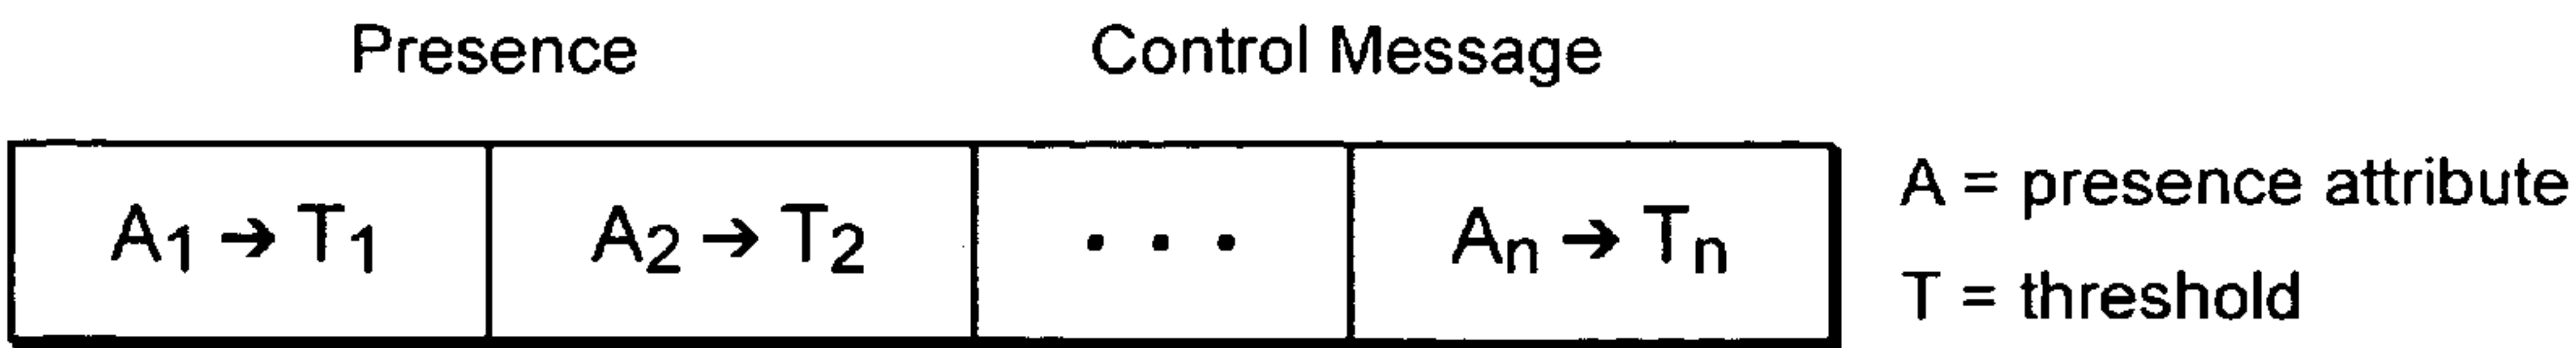 Presence Control Message
A₁ → T₁ A₂ → T₂ • • • Aₙ → Tₙ
A = presence attribute
T = threshold